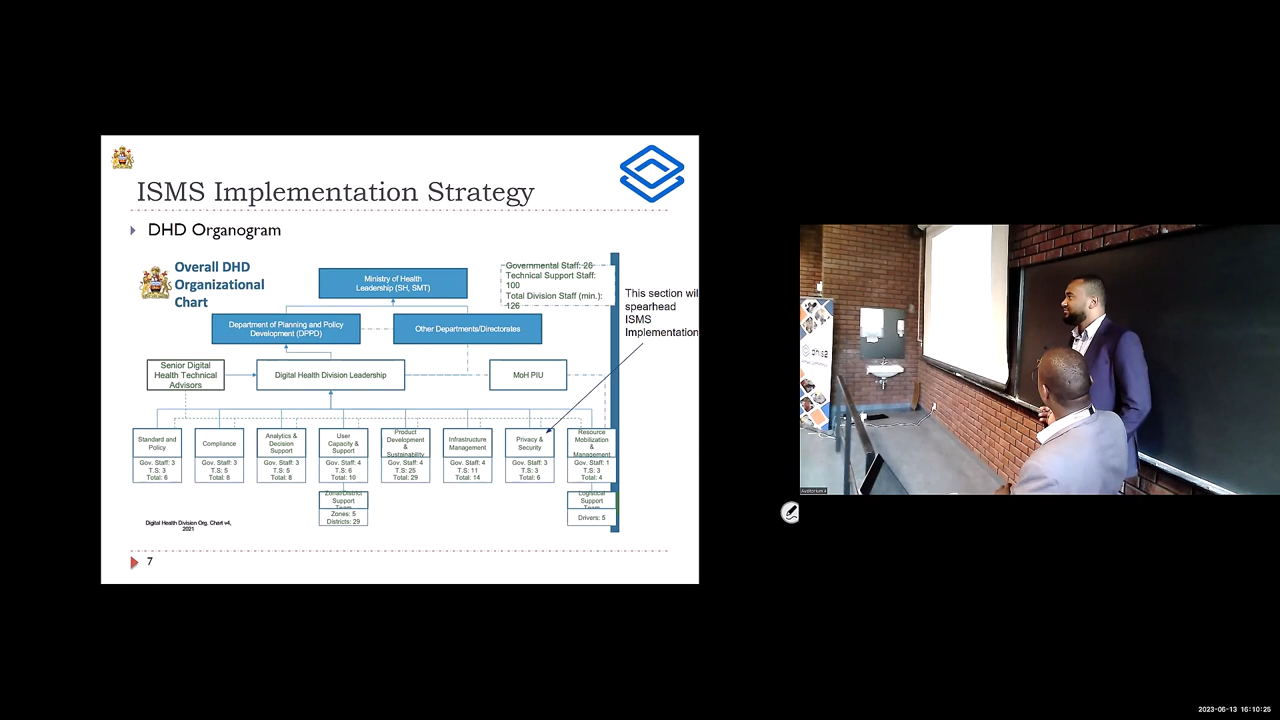 ISMS Implementation Strategy
DHD Organogram
Overall DHD
Organizational
Chart
Ministry of Health
Leadership (SH, SMT)
Governmental Staff: 26
Technical Support Staff:
100
Total Division Staff (min.):
126
This section will
spearhead
ISMS
Implementation
Department of Planning and Policy
Development (DPPD)
Other Departments/Directorates
Senior Digital
Health Technical
Advisors
Digital Health Division Leadership
MoH PIU
Standard and
Policy
Gov. Staff: 3
T.S: 3
Total: 6
Compliance
Gov. Staff: 3
T.S: 5
Total: 8
Analytics &
Decision
Support
Gov. Staff: 3
T.S: 5
Total: 8
User
Capacity &
Support
Gov. Staff: 4
T.S: 6
Total: 10
Product
Development
&
Sustainability
Gov. Staff: 4
T.S: 25
Total: 29
Infrastructure
Management
Gov. Staff: 4
T.S: 11
Total: 14
Privacy &
Security
Gov. Staff: 3
T.S: 3
Total: 6
Resource
Mobilization
&
Management
Gov. Staff: 1
T.S: 3
Total: 4
Zonal/District
Support
Team
Zones: 5
Districts: 29
Logistical
Support
Team
Drivers: 5
Digital Health Division Org. Chart v4,
2021
7
dhis2
Auditorium A
2023-06-13 16:10:25